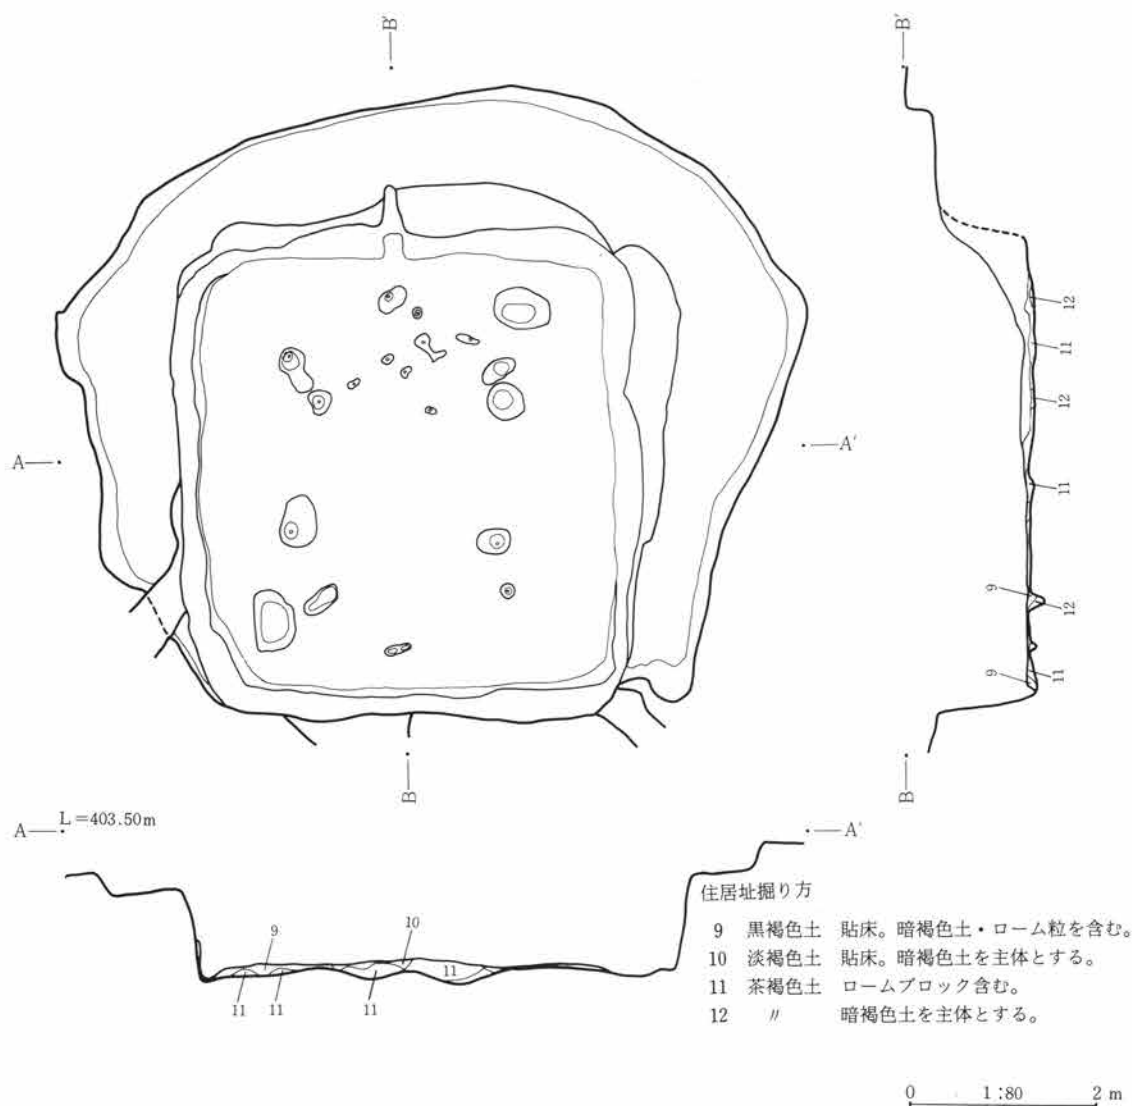 B'
B'
A
A'
12
11
12
11
9
12
9
11
B
B
A L=403.50m A'
9
10
11
11
11
11
住居址掘り方
9 黒褐色土 貼床。暗褐色土・ローム粒を含む。
10 淡褐色土 貼床。暗褐色土を主体とする。
11 茶褐色土 ロームブロック含む。
12 〃 暗褐色土を主体とする。
0 1:80 2m